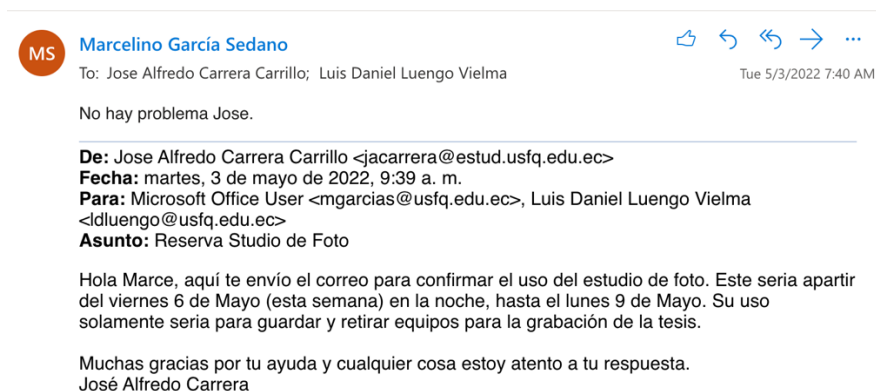 MS
Marcelino García Sedano
To: Jose Alfredo Carrera Carrillo; Luis Daniel Luengo Vielma
Tue 5/3/2022 7:40 AM
No hay problema Jose.
De: Jose Alfredo Carrera Carrillo <jacarrera@estud.usfq.edu.ec>
Fecha: martes, 3 de mayo de 2022, 9:39 a. m.
Para: Microsoft Office User <mgarcias@usfq.edu.ec>, Luis Daniel Luengo Vielma
<ldluengo@usfq.edu.ec>
Asunto: Reserva Studio de Foto
Hola Marce, aquí te envío el correo para confirmar el uso del estudio de foto. Este seria apartir
del viernes 6 de Mayo (esta semana) en la noche, hasta el lunes 9 de Mayo. Su uso
solamente seria para guardar y retirar equipos para la grabación de la tesis.
Muchas gracias por tu ayuda y cualquier cosa estoy atento a tu respuesta.
José Alfredo Carrera